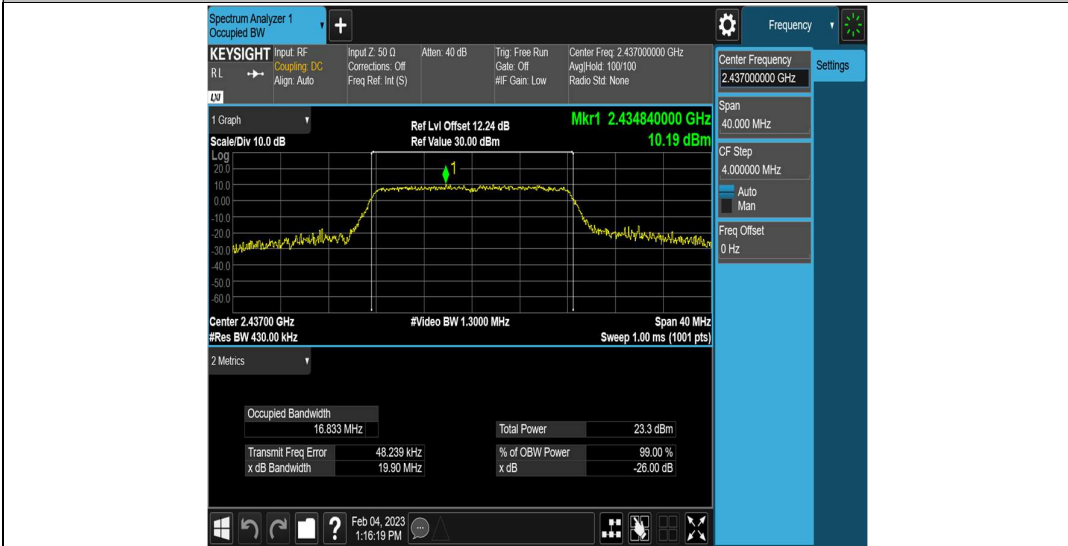 Spectrum Analyzer 1
Occupied BW
Frequency
KEYSIGHT
RL
LXI
Input: RF
Coupling: DC
Align: Auto
Input Z: 50 Ω
Corrections: Off
Freq Ref: Int (S)
Atten: 40 dB
Trig: Free Run
Gate: Off
#IF Gain: Low
Center Freq: 2.437000000 GHz
Avg|Hold: 100/100
Radio Std: None
Center Frequency
2.437000000 GHz
Settings
Span
40.000 MHz
CF Step
4.000000 MHz
Auto
Man
Freq Offset
0 Hz
1 Graph
Scale/Div 10.0 dB
Ref Lvl Offset 12.24 dB
Ref Value 30.00 dBm
Mkr1 2.434840000 GHz
10.19 dBm
Log
20.0
10.0
0.00
-10.0
-20.0
-30.0
-40.0
-50.0
-60.0
1
Center 2.43700 GHz
#Res BW 430.00 kHz
#Video BW 1.3000 MHz
Span 40 MHz
Sweep 1.00 ms (1001 pts)
2 Metrics
Occupied Bandwidth
16.833 MHz
Total Power 23.3 dBm
Transmit Freq Error 48.239 kHz
% of OBW Power 99.00 %
x dB Bandwidth 19.90 MHz
x dB -26.00 dB
?
Feb 04, 2023
1:16:19 PM